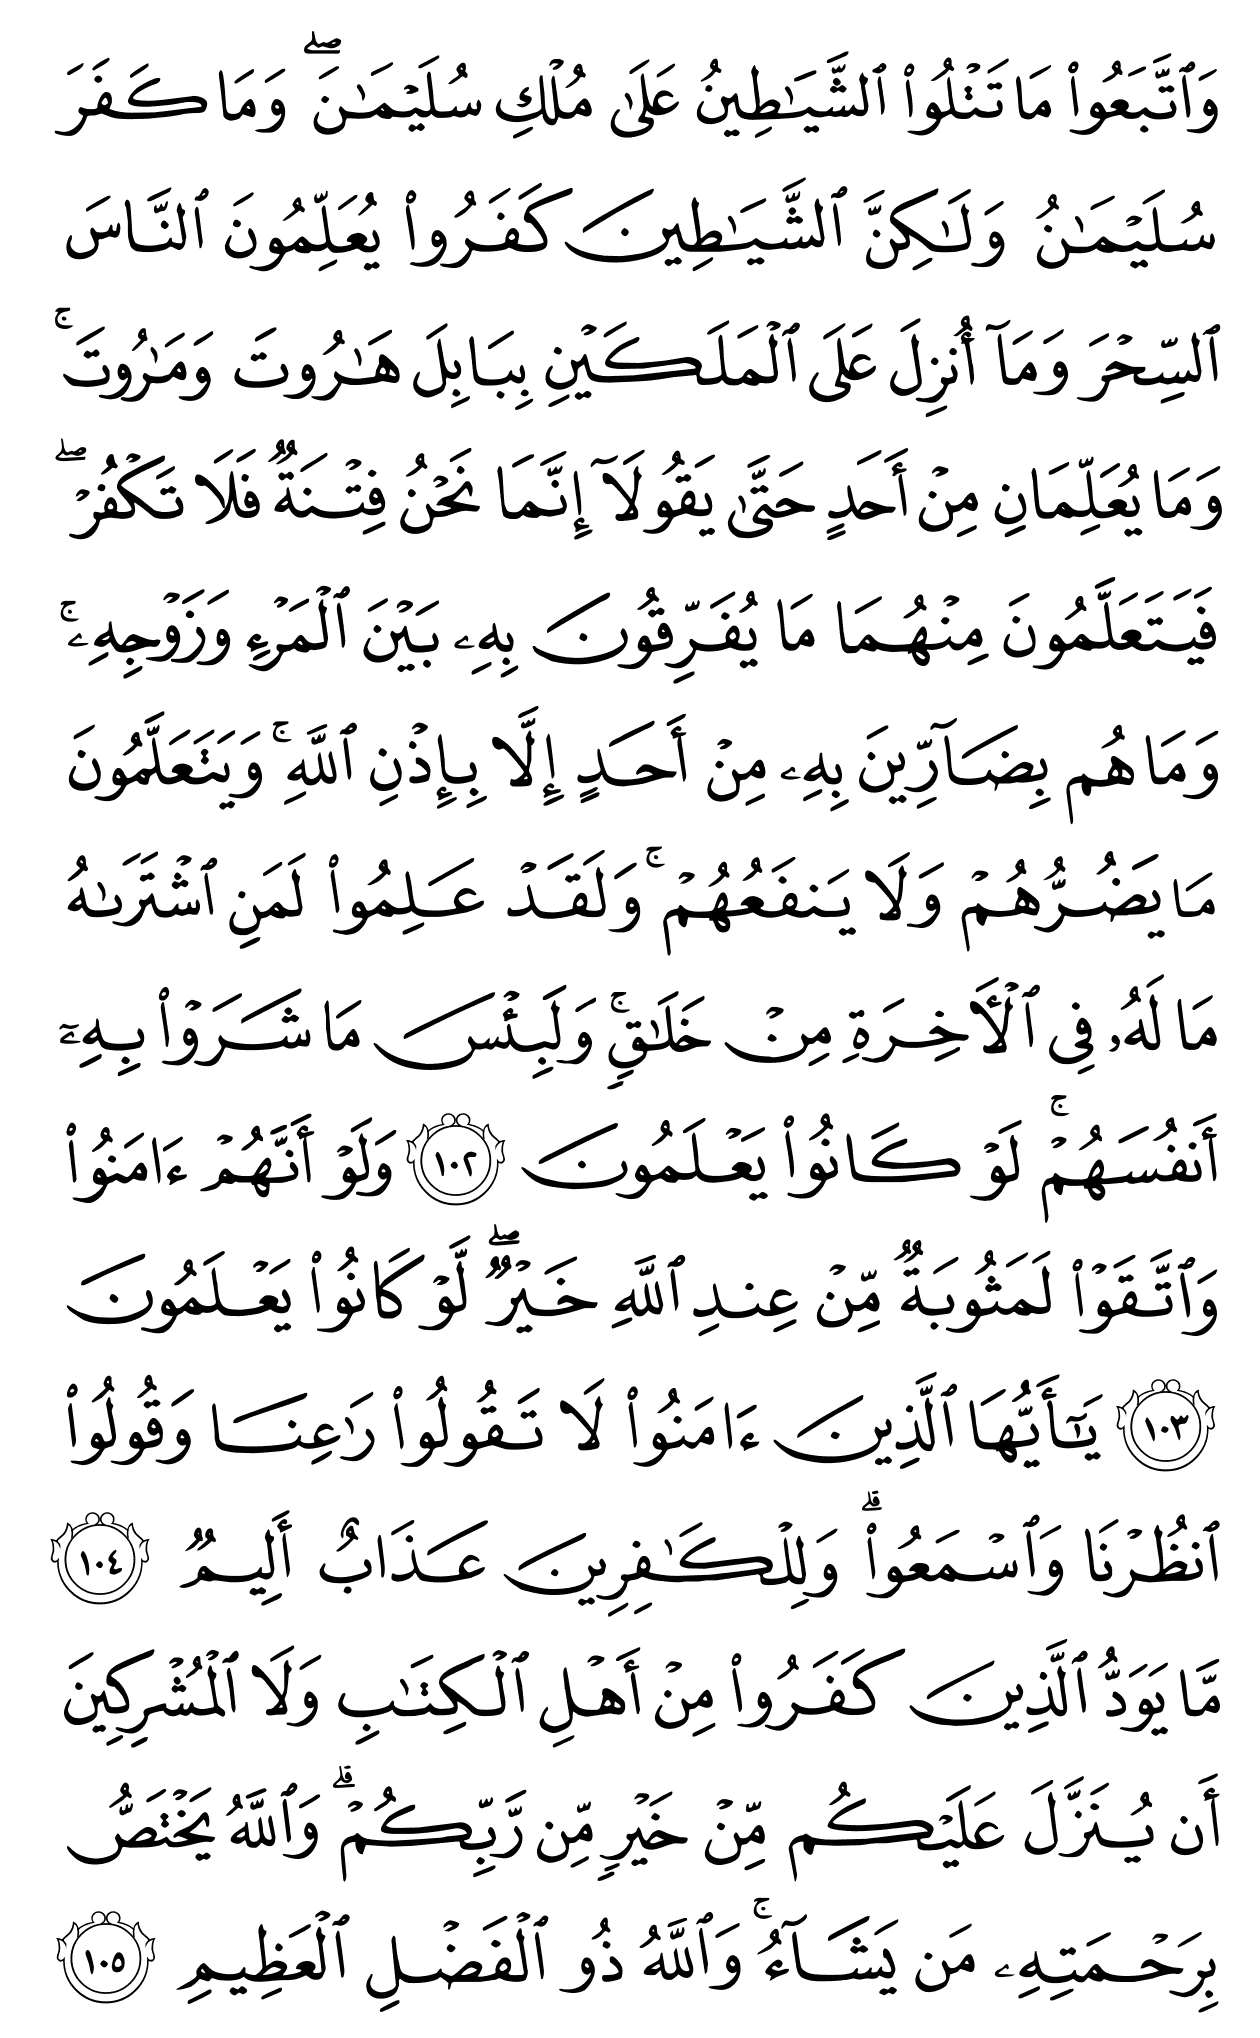 وَٱتَّبَعُوا۟ مَا تَتْلُوا۟ ٱلشَّيَـٰطِينُ عَلَىٰ مُلْكِ سُلَيْمَـٰنَ ۖ وَمَا كَفَرَ
سُلَيْمَـٰنُ وَلَـٰكِنَّ ٱلشَّيَـٰطِينَ كَفَرُوا۟ يُعَلِّمُونَ ٱلنَّاسَ
ٱلسِّحْرَ وَمَآ أُنزِلَ عَلَى ٱلْمَلَكَيْنِ بِبَابِلَ هَـٰرُوتَ وَمَـٰرُوتَ ۚ
وَمَا يُعَلِّمَانِ مِنْ أَحَدٍ حَتَّىٰ يَقُولَآ إِنَّمَا نَحْنُ فِتْنَةٌ فَلَا تَكْفُرْ ۖ
فَيَتَعَلَّمُونَ مِنْهُمَا مَا يُفَرِّقُونَ بِهِۦ بَيْنَ ٱلْمَرْءِ وَزَوْجِهِۦ ۚ
وَمَا هُم بِضَآرِّينَ بِهِۦ مِنْ أَحَدٍ إِلَّا بِإِذْنِ ٱللَّهِ ۚ وَيَتَعَلَّمُونَ
مَا يَضُرُّهُمْ وَلَا يَنفَعُهُمْ ۚ وَلَقَدْ عَلِمُوا۟ لَمَنِ ٱشْتَرَىٰهُ
مَا لَهُۥ فِى ٱلْـَٔاخِرَةِ مِنْ خَلَـٰقٍ ۚ وَلَبِئْسَ مَا شَرَوْا۟ بِهِۦٓ
أَنفُسَهُمْ ۚ لَوْ كَانُوا۟ يَعْلَمُونَ ١٠٢ وَلَوْ أَنَّهُمْ ءَامَنُوا۟
وَٱتَّقَوْا۟ لَمَثُوبَةٌ مِّنْ عِندِ ٱللَّهِ خَيْرٌ ۖ لَّوْ كَانُوا۟ يَعْلَمُونَ
١٠٣ يَـٰٓأَيُّهَا ٱلَّذِينَ ءَامَنُوا۟ لَا تَقُولُوا۟ رَٰعِنَا وَقُولُوا۟
ٱنظُرْنَا وَٱسْمَعُوا۟ ۗ وَلِلْكَـٰفِرِينَ عَذَابٌ أَلِيمٌ ١٠٤
مَّا يَوَدُّ ٱلَّذِينَ كَفَرُوا۟ مِنْ أَهْلِ ٱلْكِتَـٰبِ وَلَا ٱلْمُشْرِكِينَ
أَن يُنَزَّلَ عَلَيْكُم مِّنْ خَيْرٍ مِّن رَّبِّكُمْ ۗ وَٱللَّهُ يَخْتَصُّ
بِرَحْمَتِهِۦ مَن يَشَآءُ ۚ وَٱللَّهُ ذُو ٱلْفَضْلِ ٱلْعَظِيمِ ١٠٥